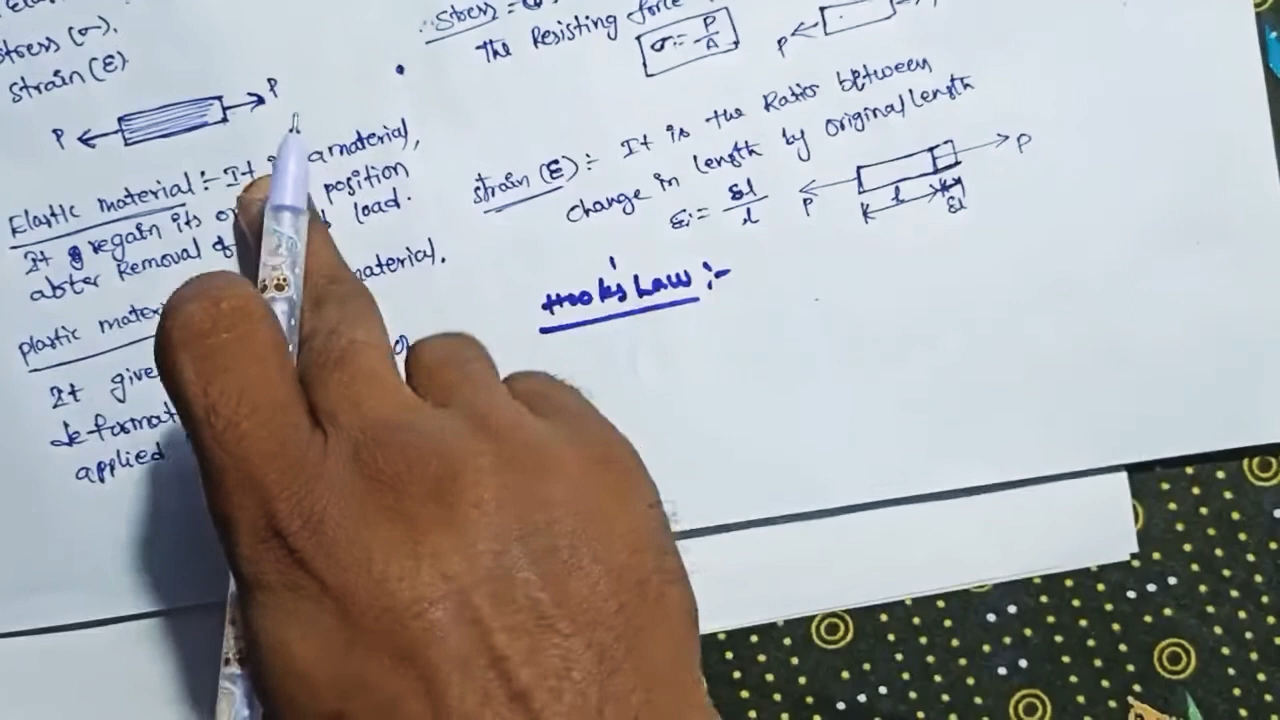 stress (σ).
strain (ε)
P P
Elastic material :- It a material,
It regain its position
abter Removal of load.
plastic material.
It give of
deformat
applied
∴ stress =
The Resisting force
σ = P/A
P
strain (ε) :- It is the Ratio between
change in length by original length
ε = δl/l
P l δl P
Hook's Law :-